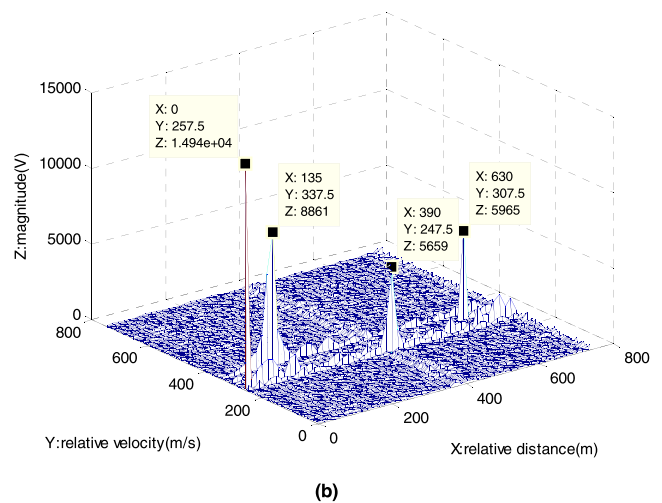 15000
X: 0
Y: 257.5
Z: 1.494e+04
10000
X: 135
Y: 337.5
Z: 8861
X: 630
Y: 307.5
Z: 5965
X: 390
Y: 247.5
Z: 5659
Z:magnitude(V)
5000
0
800
600
400
200
0
0
200
400
600
800
Y:relative velocity(m/s)
X:relative distance(m)
(b)